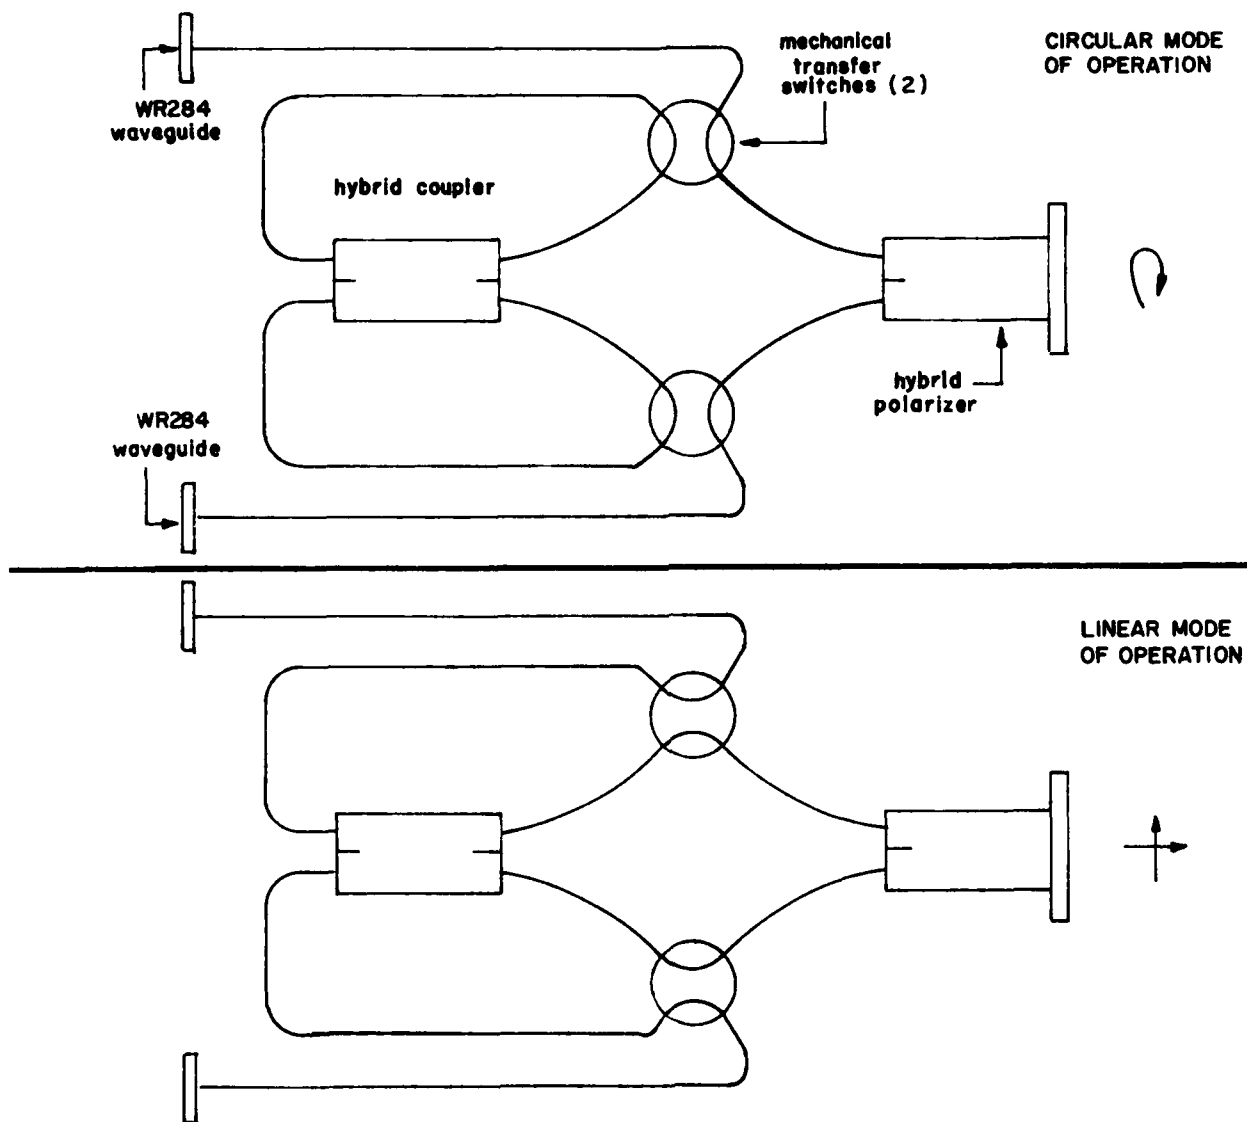 mechanical
transfer
switches (2)
CIRCULAR MODE
OF OPERATION
WR284
waveguide
hybrid coupler
hybrid
polarizer
WR284
waveguide
LINEAR MODE
OF OPERATION